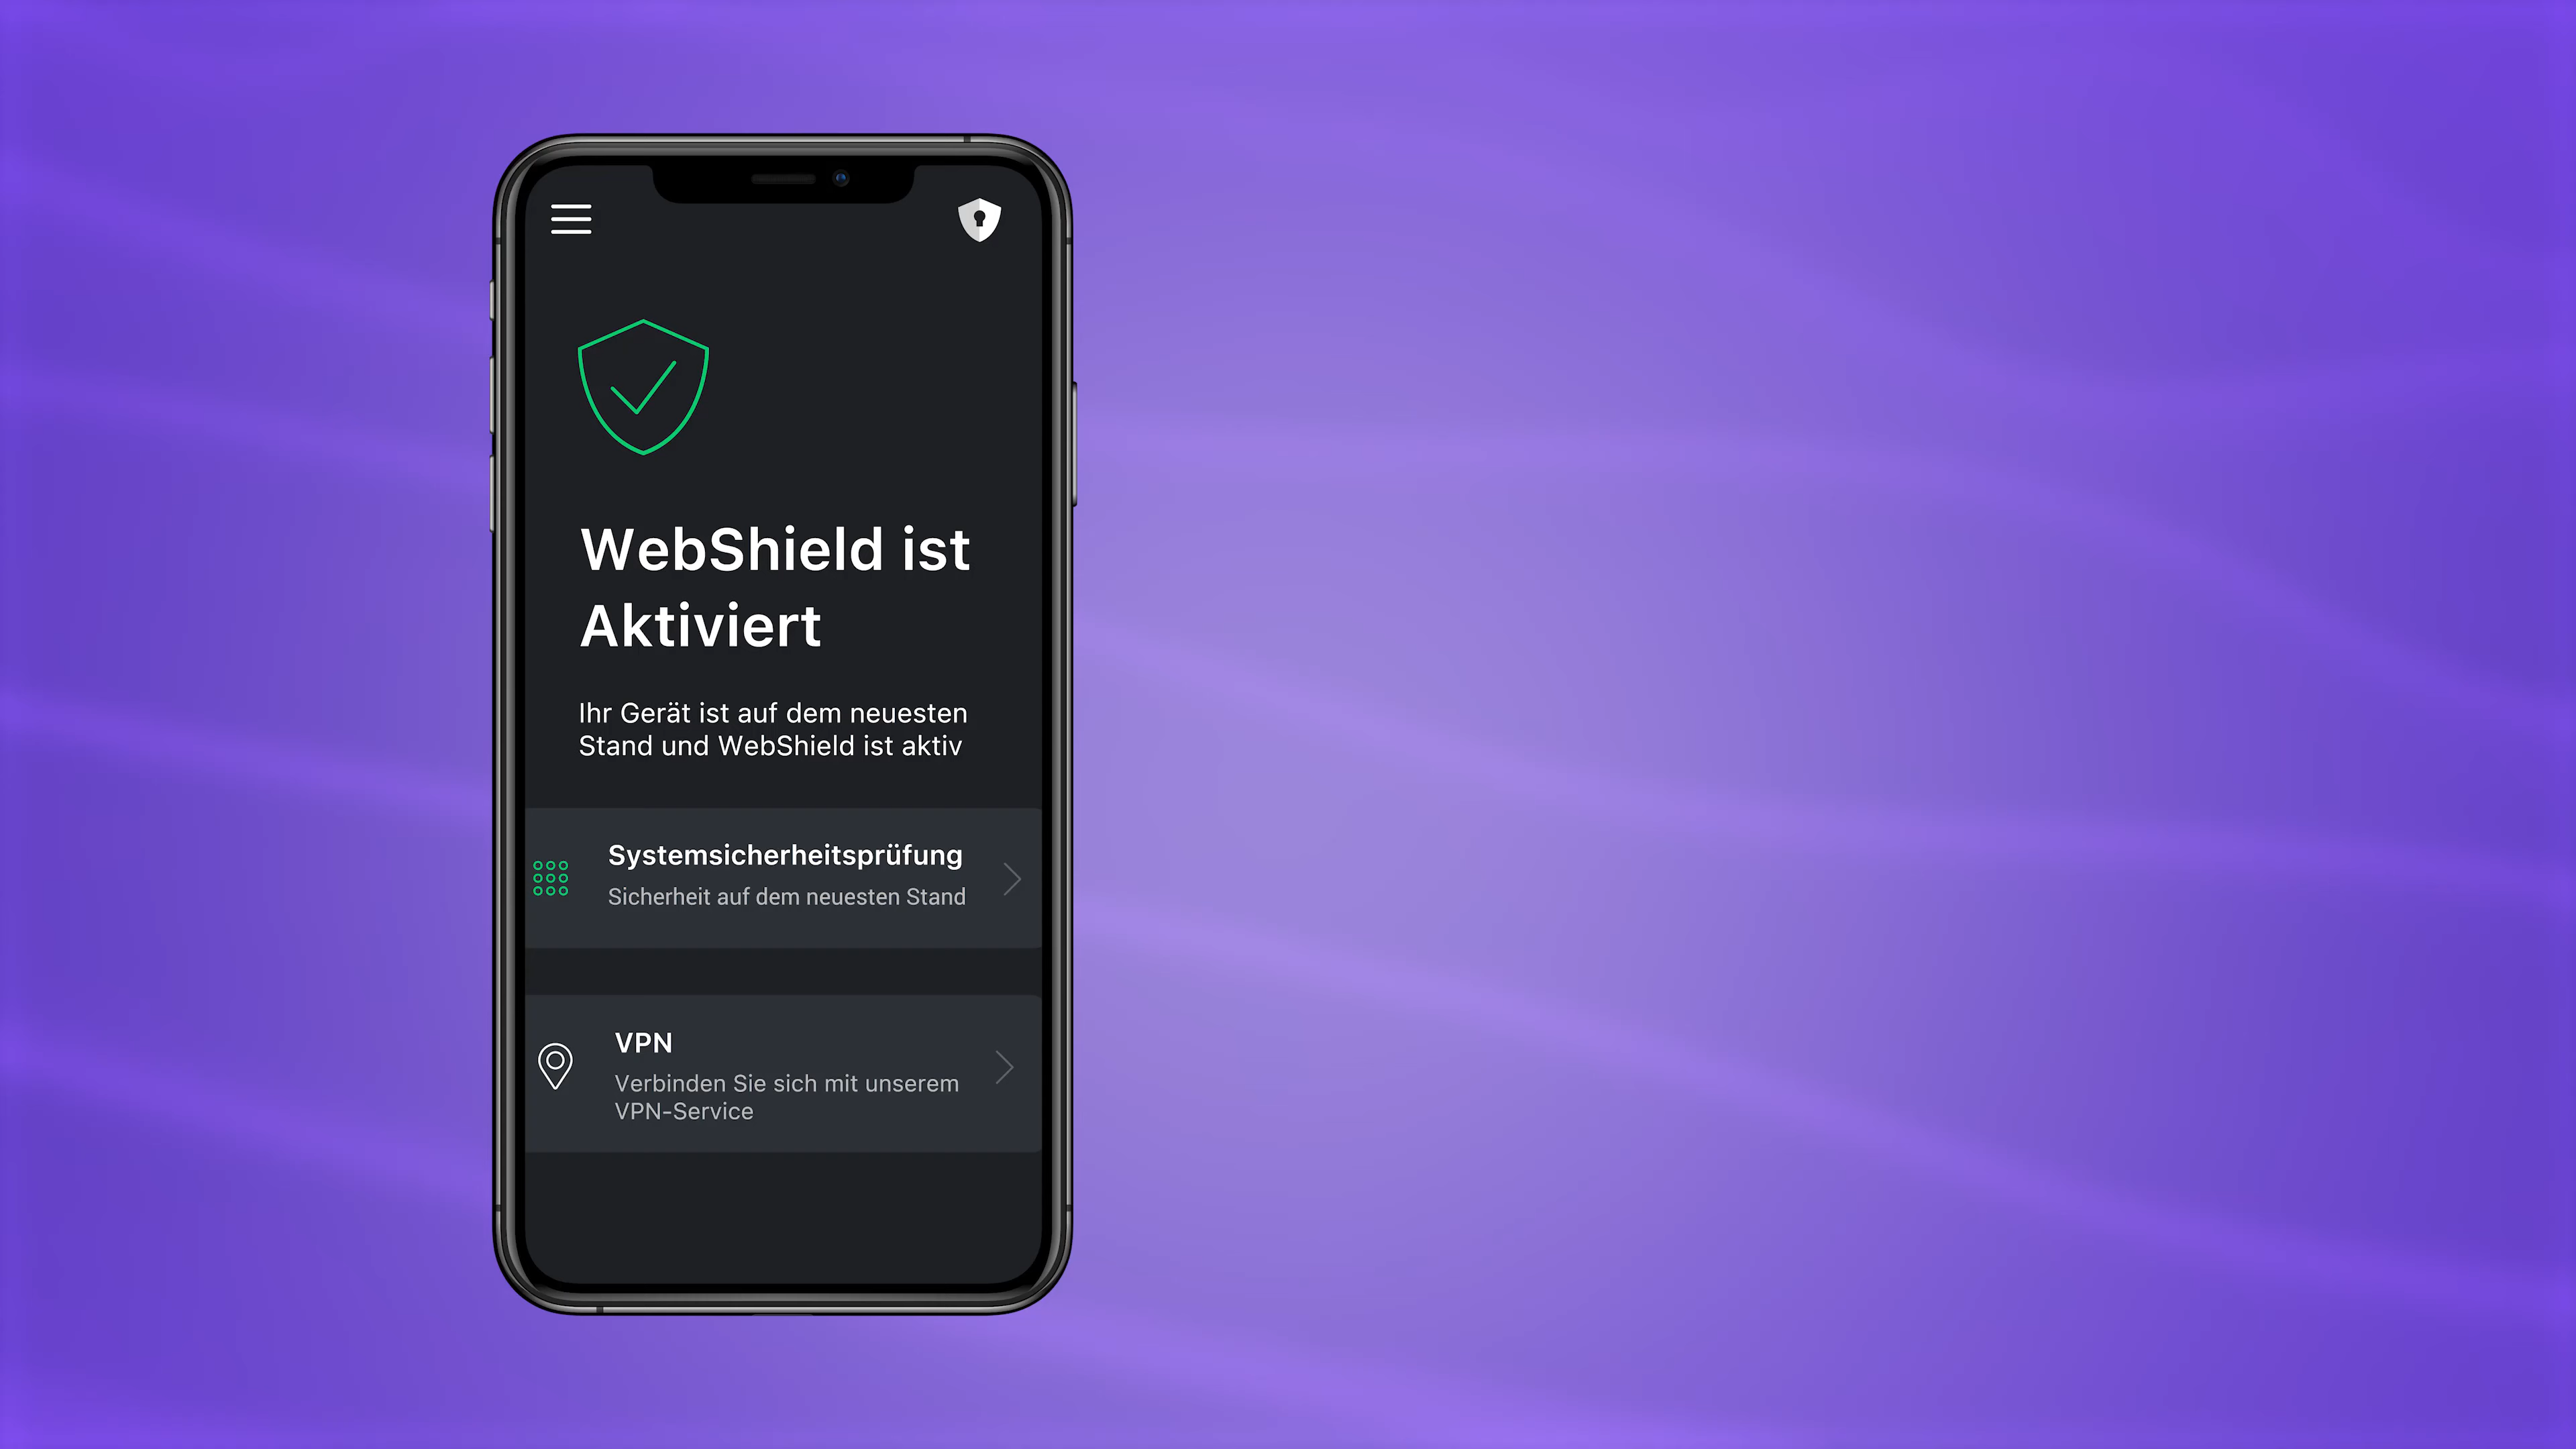 WebShield ist
Aktiviert
Ihr Gerät ist auf dem neuesten
Stand und WebShield ist aktiv
Systemsicherheitsprüfung
Sicherheit auf dem neuesten Stand
VPN
Verbinden Sie sich mit unserem
VPN-Service